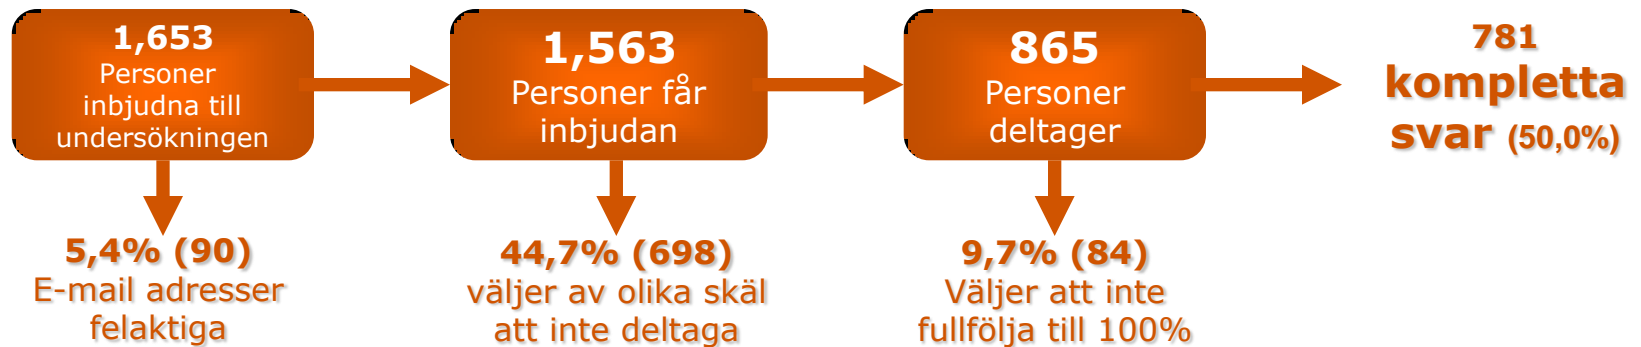 1,653
Personer
inbjudna till
undersökningen
1,563
Personer får
inbjudan
865
Personer
deltager
781
kompletta
svar (50,0%)
5,4% (90)
E-mail adresser
felaktiga
44,7% (698)
väljer av olika skäl
att inte deltaga
9,7% (84)
Väljer att inte
fullfölja till 100%